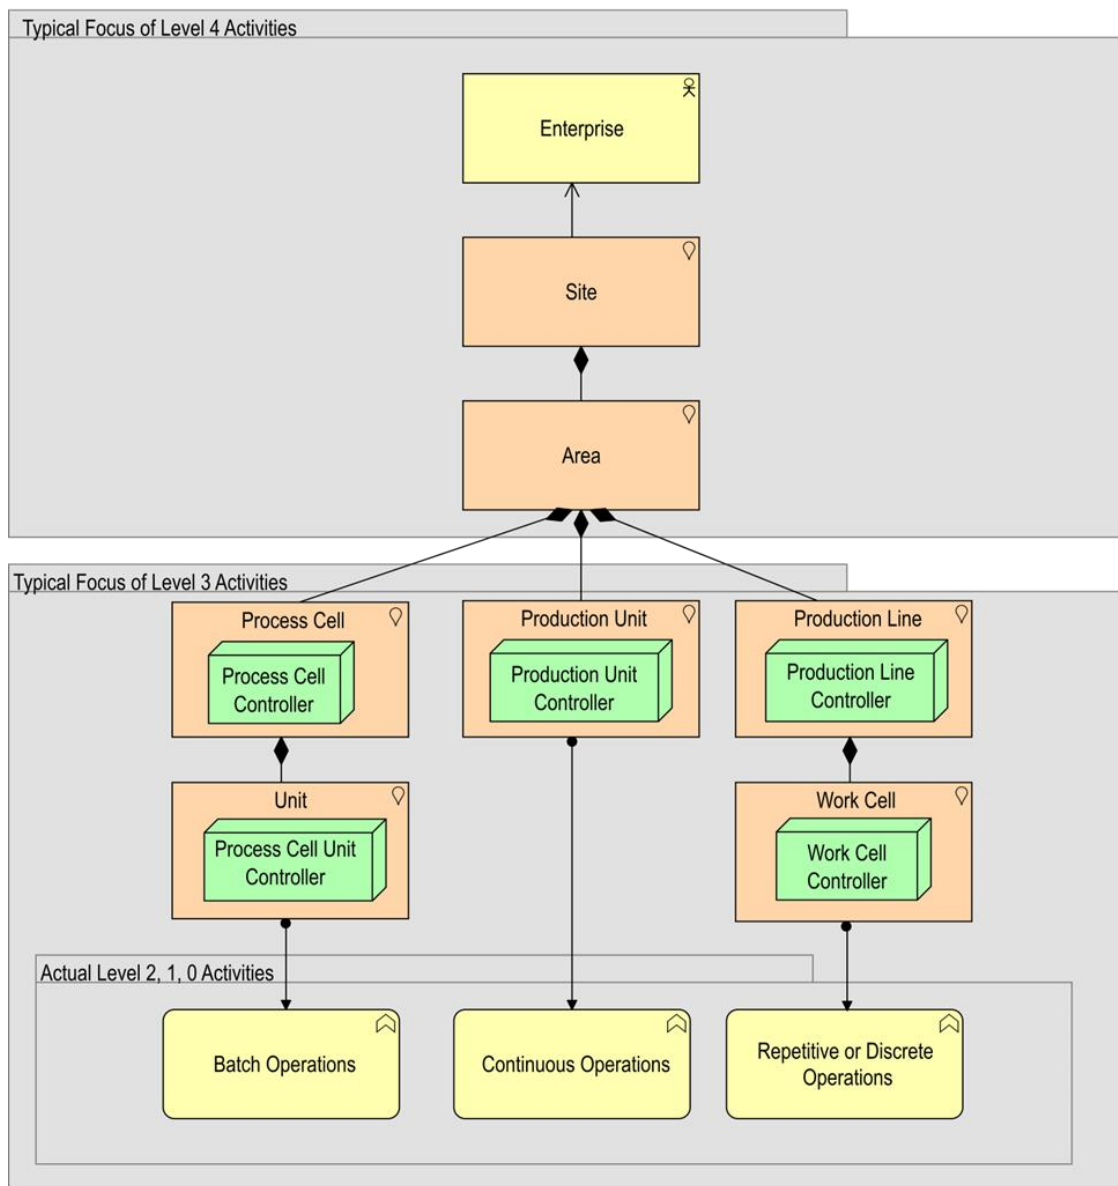 Typical Focus of Level 4 Activities
Enterprise
Site
Area
Typical Focus of Level 3 Activities
Process Cell
Process Cell
Controller
Production Unit
Production Unit
Controller
Production Line
Production Line
Controller
Unit
Process Cell Unit
Controller
Work Cell
Work Cell
Controller
Actual Level 2, 1, 0 Activities
Batch Operations
Continuous Operations
Repetitive or Discrete
Operations